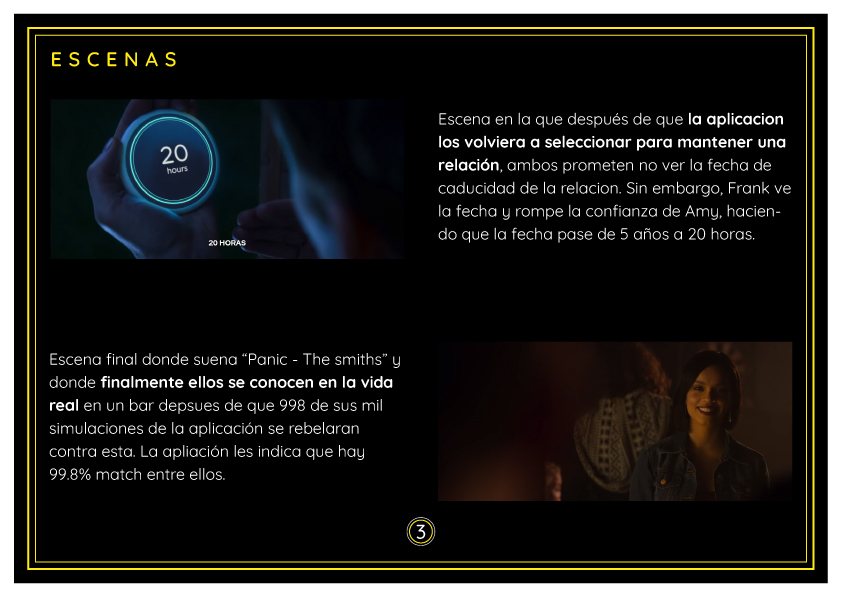 ESCENAS
20
hours
20 HORAS
Escena en la que después de que la aplicacion
los volviera a seleccionar para mantener una
relación, ambos prometen no ver la fecha de
caducidad de la relacion. Sin embargo, Frank ve
la fecha y rompe la confianza de Amy, hacien-
do que la fecha pase de 5 años a 20 horas.
Escena final donde suena “Panic - The smiths” y
donde finalmente ellos se conocen en la vida
real en un bar depsues de que 998 de sus mil
simulaciones de la aplicación se rebelaran
contra esta. La apliación les indica que hay
99.8% match entre ellos.
3